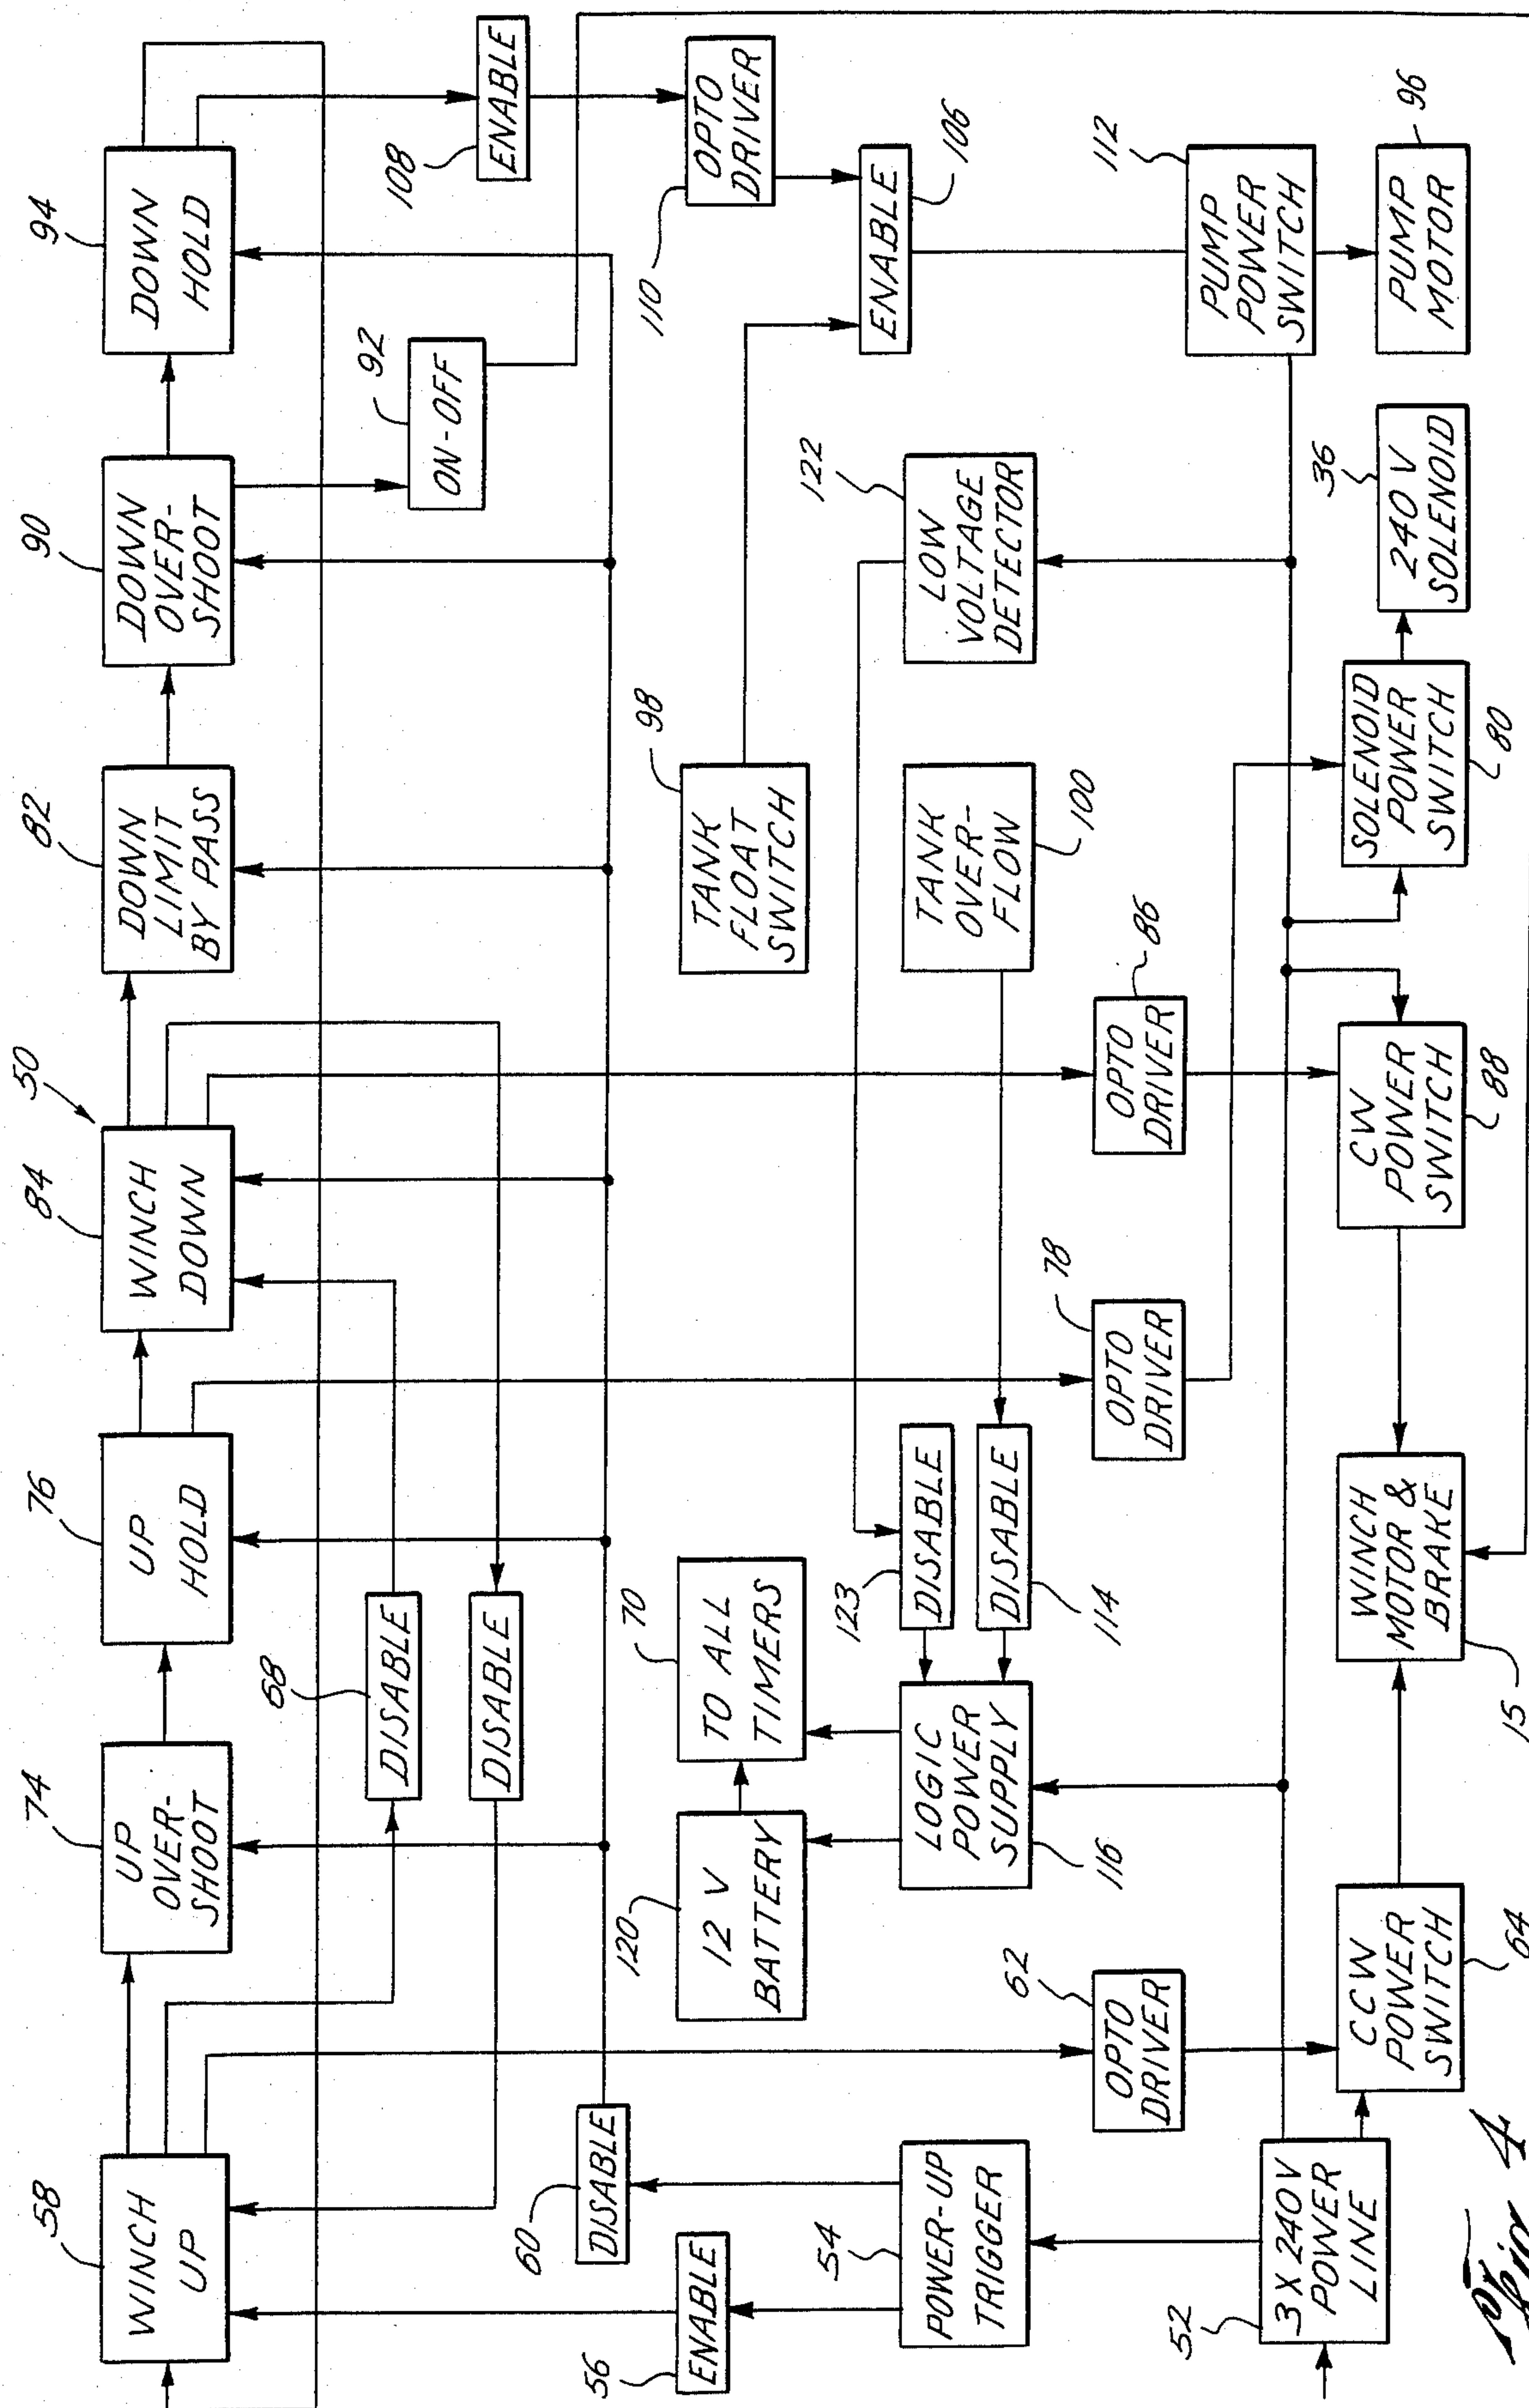 58
WINCH
UP
74
UP
OVER-
SHOOT
76
UP
HOLD
84
WINCH
DOWN
50
82
DOWN
LIMIT
BY PASS
90
DOWN
OVER-
SHOOT
94
DOWN
HOLD
68
DISABLE
DISABLE
92
ON-OFF
108
ENABLE
60
DISABLE
56
ENABLE
120
12 V
BATTERY
70
TO ALL
TIMERS
98
TANK
FLOAT
SWITCH
110
OPTO
DRIVER
ENABLE
106
54
POWER-UP
TRIGGER
LOGIC
POWER
SUPPLY
116
123
DISABLE
DISABLE
114
TANK
OVER-
FLOW
100
122
LOW
VOLTAGE
DETECTOR
62
OPTO
DRIVER
78
OPTO
DRIVER
86
OPTO
DRIVER
112
PUMP
POWER
SWITCH
52
3 X 240 V
POWER
LINE
CCW
POWER
SWITCH
64
WINCH
MOTOR &
BRAKE
15
CW
POWER
SWITCH
88
SOLENOID
POWER
SWITCH
80
36
240 V
SOLENOID
PUMP
MOTOR
96
Fig 4